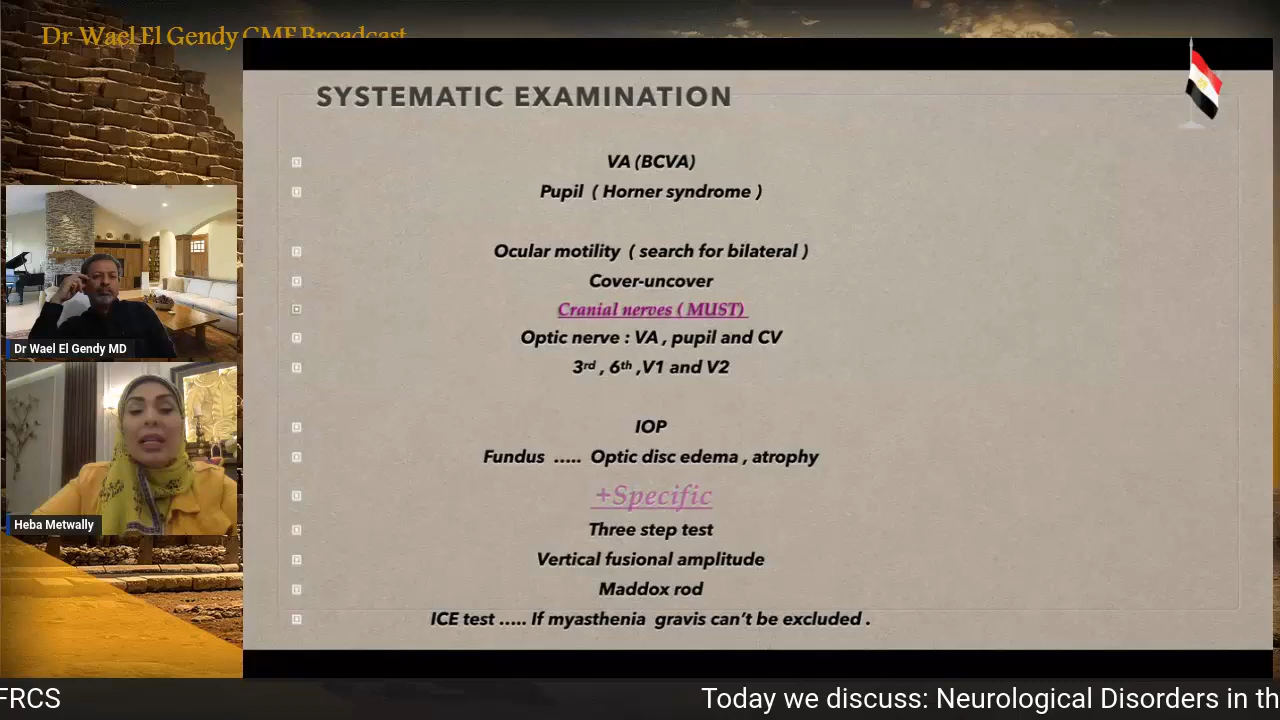 Dr Wael El Gendy CME Broadcast
SYSTEMATIC EXAMINATION
VA (BCVA)
Pupil ( Horner syndrome )
Ocular motility ( search for bilateral )
Cover-uncover
Cranial nerves ( MUST)
Optic nerve : VA , pupil and CV
3rd , 6th ,V1 and V2
IOP
Fundus ..... Optic disc edema , atrophy
+Specific
Three step test
Vertical fusional amplitude
Maddox rod
ICE test ..... If myasthenia gravis can't be excluded .
Dr Wael El Gendy MD
Heba Metwally
FRCS
Today we discuss: Neurological Disorders in th